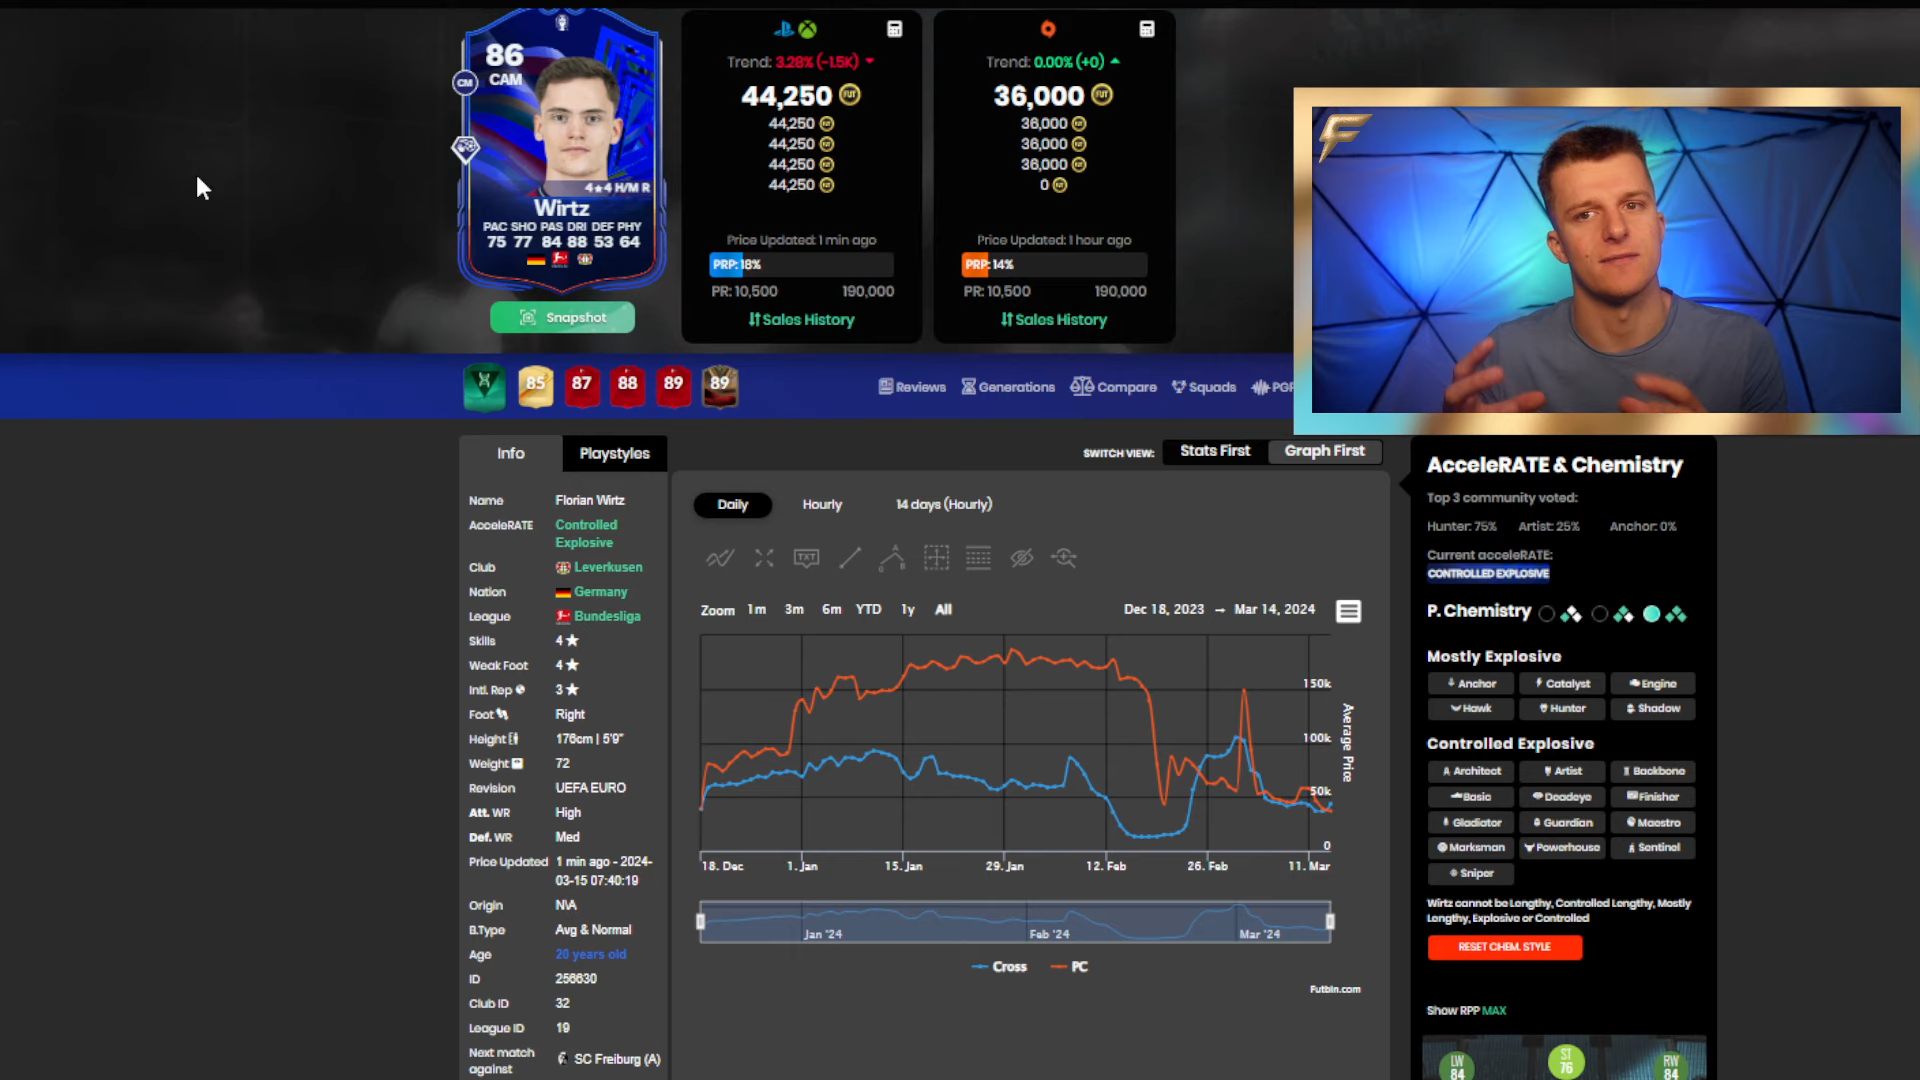 86
CAM
CM
4★4 H/M R
Wirtz
PAC SHO PAS DRI DEF PHY
75 77 84 88 53 64
Snapshot
Trend: 3.28% (-1.5K)
44,250 FUT
44,250
44,250
44,250
44,250
Price Updated: 1 min ago
PRP: 18%
PR: 10,500 190,000
Sales History
Trend: 0.00% (+0)
36,000 FUT
36,000
36,000
36,000
0
Price Updated: 1 hour ago
PRP: 14%
PR: 10,500 190,000
Sales History
85 87 88 89 89
Reviews Generations Compare Squads PGP
Info Playstyles
SWITCH VIEW: Stats First Graph First
Name Florian Wirtz
AcceleRATE Controlled
Explosive
Club Leverkusen
Nation Germany
League Bundesliga
Skills 4★
Weak Foot 4★
Intl. Rep 3★
Foot Right
Height 176cm | 5'9"
Weight 72
Revision UEFA EURO
Att. WR High
Def. WR Med
Price Updated 1 min ago - 2024-
03-15 07:40:19
Origin N\A
B.Type Avg & Normal
Age 20 years old
ID 256630
Club ID 32
League ID 19
Next match
against SC Freiburg (A)
Daily Hourly 14 days (Hourly)
TXT
Zoom 1m 3m 6m YTD 1y All
Dec 18, 2023 → Mar 14, 2024
150k
100k
50k
0
Average Price
18. Dec 1. Jan 15. Jan 29. Jan 12. Feb 26. Feb 11. Mar
Jan '24 Feb '24 Mar '24
Cross PC
Futbin.com
AcceleRATE & Chemistry
Top 3 community voted:
Hunter: 75% Artist: 25% Anchor: 0%
Current acceleRATE:
CONTROLLED EXPLOSIVE
P. Chemistry
Mostly Explosive
Anchor Catalyst Engine
Hawk Hunter Shadow
Controlled Explosive
Architect Artist Backbone
Basic Deadeye Finisher
Gladiator Guardian Maestro
Marksman Powerhouse Sentinel
Sniper
Wirtz cannot be Lengthy, Controlled Lengthy, Mostly
Lengthy, Explosive or Controlled
RESET CHEM. STYLE
Show RPP MAX
LW
84
ST
76
RW
84